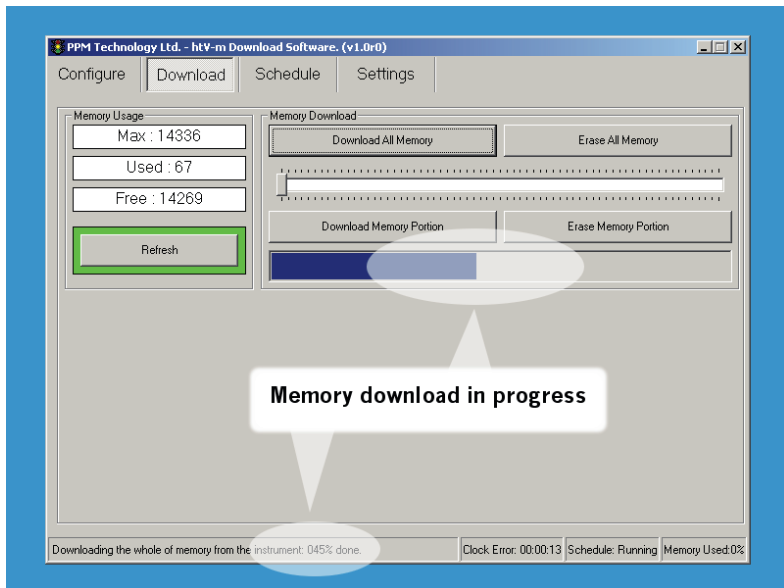 PPM Technology Ltd. - htV-m Download Software. (v1.0r0)
Configure Download Schedule Settings
Memory Usage
Max : 14336
Used : 67
Free : 14269
Refresh
Memory Download
Download All Memory Erase All Memory
Download Memory Portion Erase Memory Portion
Memory download in progress
Downloading the whole of memory from the instrument: 045% done. Clock Error: 00:00:13 Schedule: Running Memory Used:0%